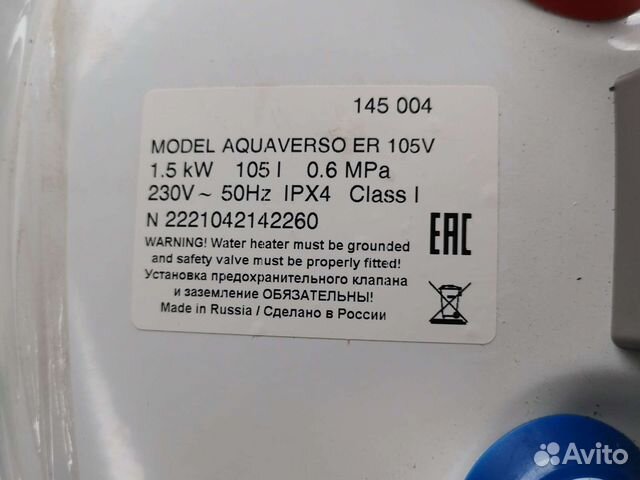 145 004
MODEL AQUAVERSO ER 105V
1.5 kW 105 l 0.6 MPa
230V ~ 50Hz IPX4 Class I
N 2221042142260
WARNING! Water heater must be grounded
and safety valve must be properly fitted!
Установка предохранительного клапана
и заземление ОБЯЗАТЕЛЬНЫ!
Made in Russia / Сделано в России
EAC
Avito